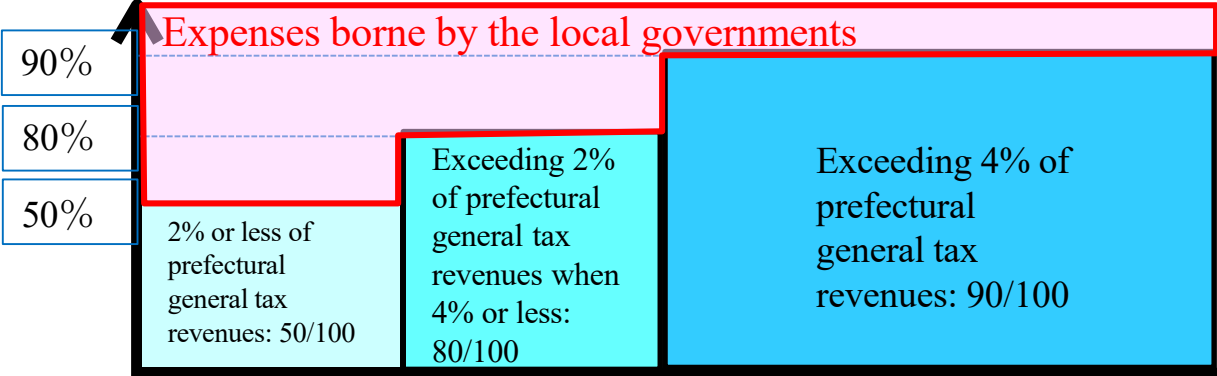 Expenses borne by the local governments
90%
80%
50%
2% or less of
prefectural
general tax
revenues: 50/100
Exceeding 2%
of prefectural
general tax
revenues when
4% or less:
80/100
Exceeding 4% of
prefectural
general tax
revenues: 90/100